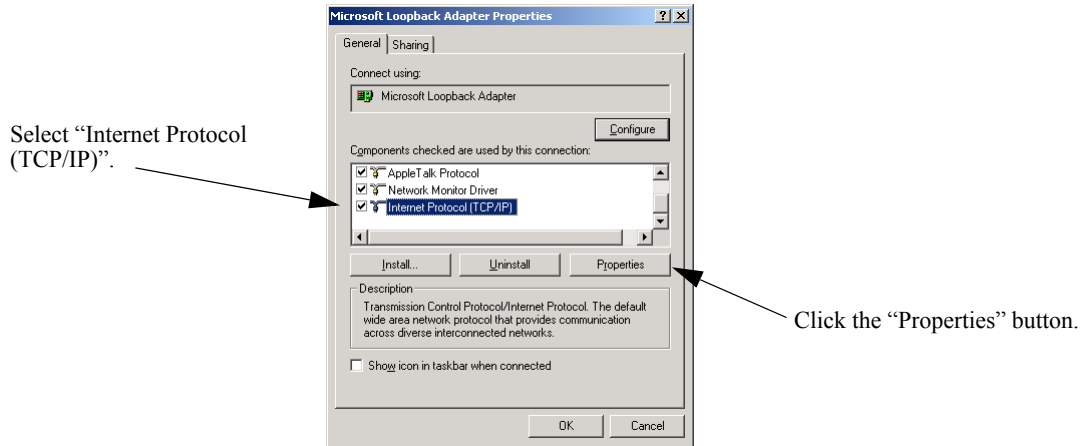 Microsoft Loopback Adapter Properties
General
Sharing
Connect using:
Microsoft Loopback Adapter
Configure
Select “Internet Protocol
(TCP/IP)”.
Components checked are used by this connection:
AppleTalk Protocol
Network Monitor Driver
Internet Protocol (TCP/IP)
Install...
Uninstall
Properties
Description
Transmission Control Protocol/Internet Protocol. The default
wide area network protocol that provides communication
across diverse interconnected networks.
Click the “Properties” button.
Show icon in taskbar when connected
OK
Cancel